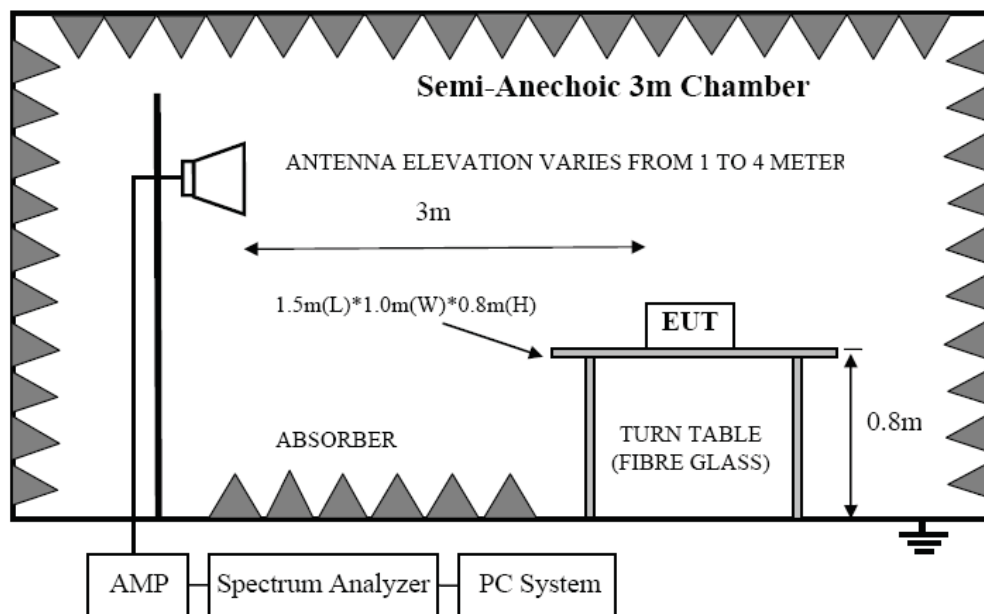 Semi-Anechoic 3m Chamber
ANTENNA ELEVATION VARIES FROM 1 TO 4 METER
3m
1.5m(L)*1.0m(W)*0.8m(H)
EUT
0.8m
ABSORBER
TURN TABLE
(FIBRE GLASS)
AMP
Spectrum Analyzer
PC System